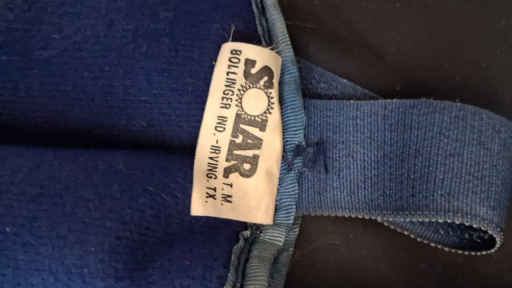 SOLAR T.M.
BOLLINGER IND. - IRVING, TX.